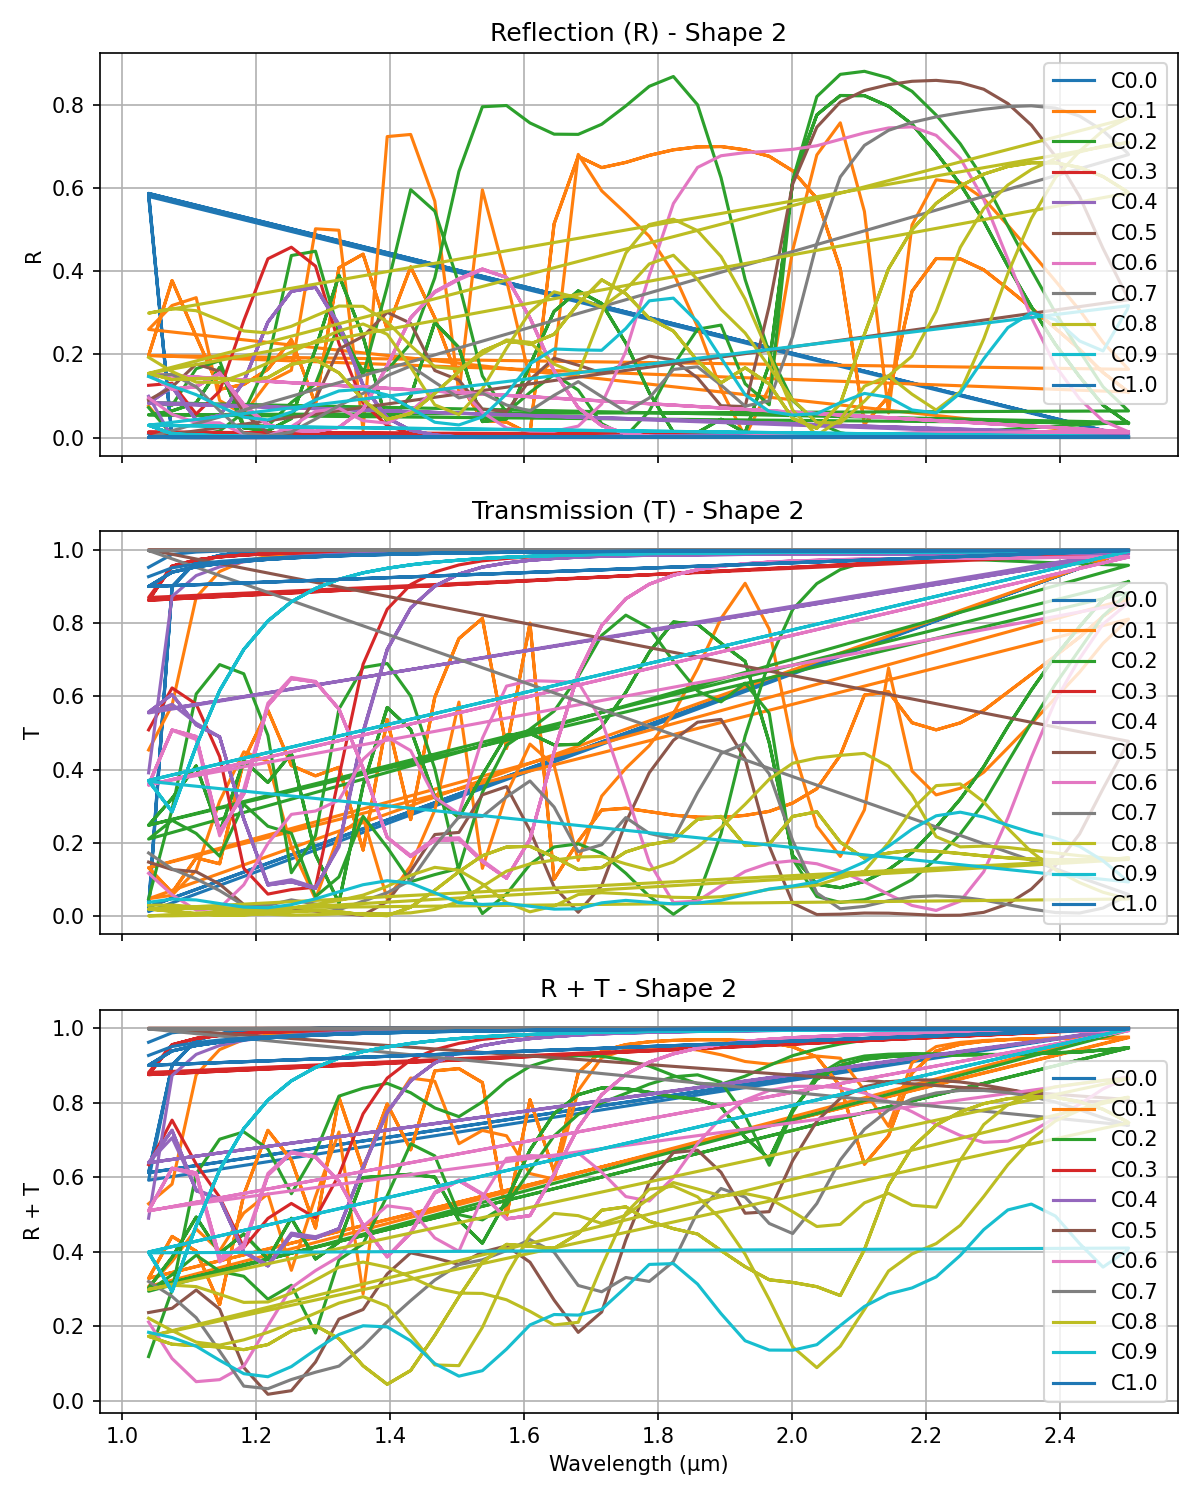 Reflection (R) - Shape 2
R
0.8
0.6
0.4
0.2
0.0
C0.0
C0.1
C0.2
C0.3
C0.4
C0.5
C0.6
C0.7
C0.8
C0.9
C1.0
Transmission (T) - Shape 2
T
1.0
0.8
0.6
0.4
0.2
0.0
C0.0
C0.1
C0.2
C0.3
C0.4
C0.5
C0.6
C0.7
C0.8
C0.9
C1.0
R + T - Shape 2
R + T
1.0
0.8
0.6
0.4
0.2
0.0
C0.0
C0.1
C0.2
C0.3
C0.4
C0.5
C0.6
C0.7
C0.8
C0.9
C1.0
1.0 1.2 1.4 1.6 1.8 2.0 2.2 2.4
Wavelength (μm)